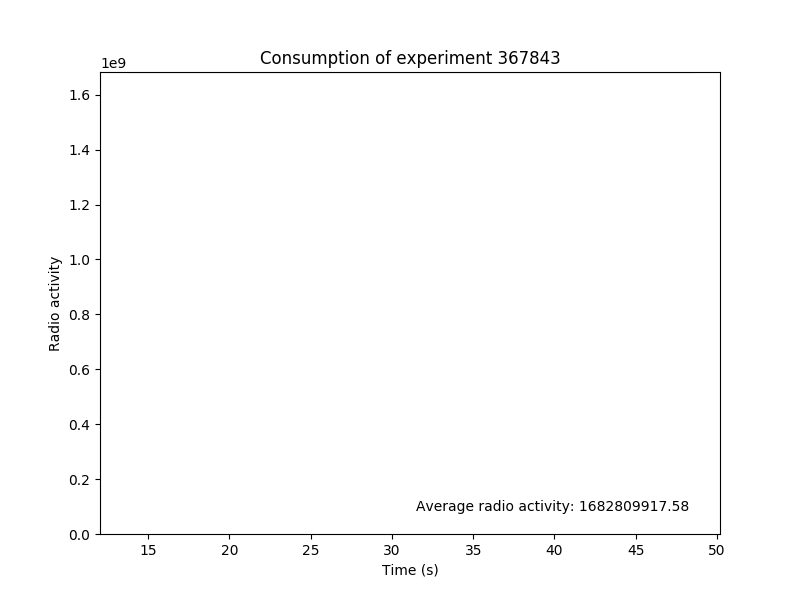 Consumption of experiment 367843
1e9
1.6
1.4
1.2
1.0
0.8
0.6
0.4
0.2
0.0
Radio activity
Average radio activity: 1682809917.58
15 20 25 30 35 40 45 50
Time (s)